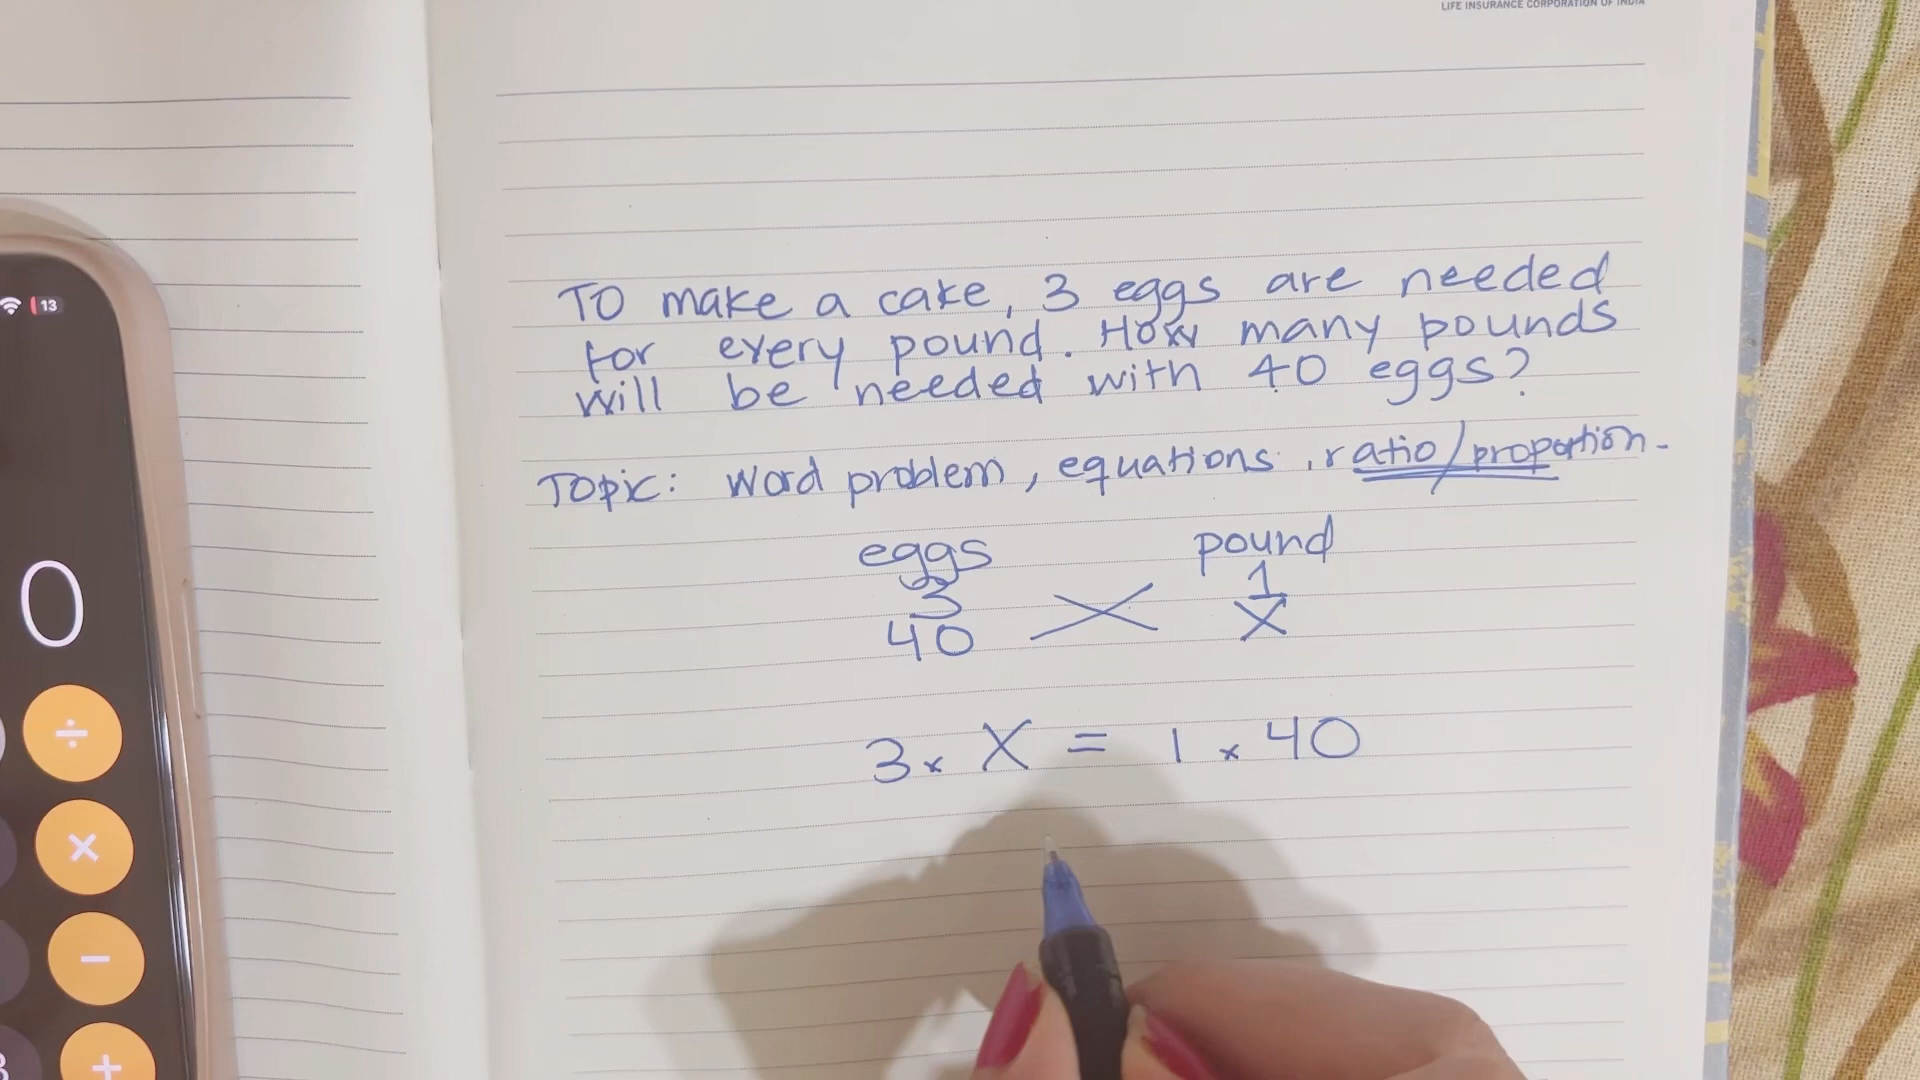 LIFE INSURANCE CORPORATION OF INDIA
13
To make a cake, 3 eggs are needed
for every pound. How many pounds
will be needed with 40 eggs?
Topic: Word problem, equations, ratio/proportion.
eggs pound
3 1
40 X
3 x X = 1 x 40
0
÷
×
−
+